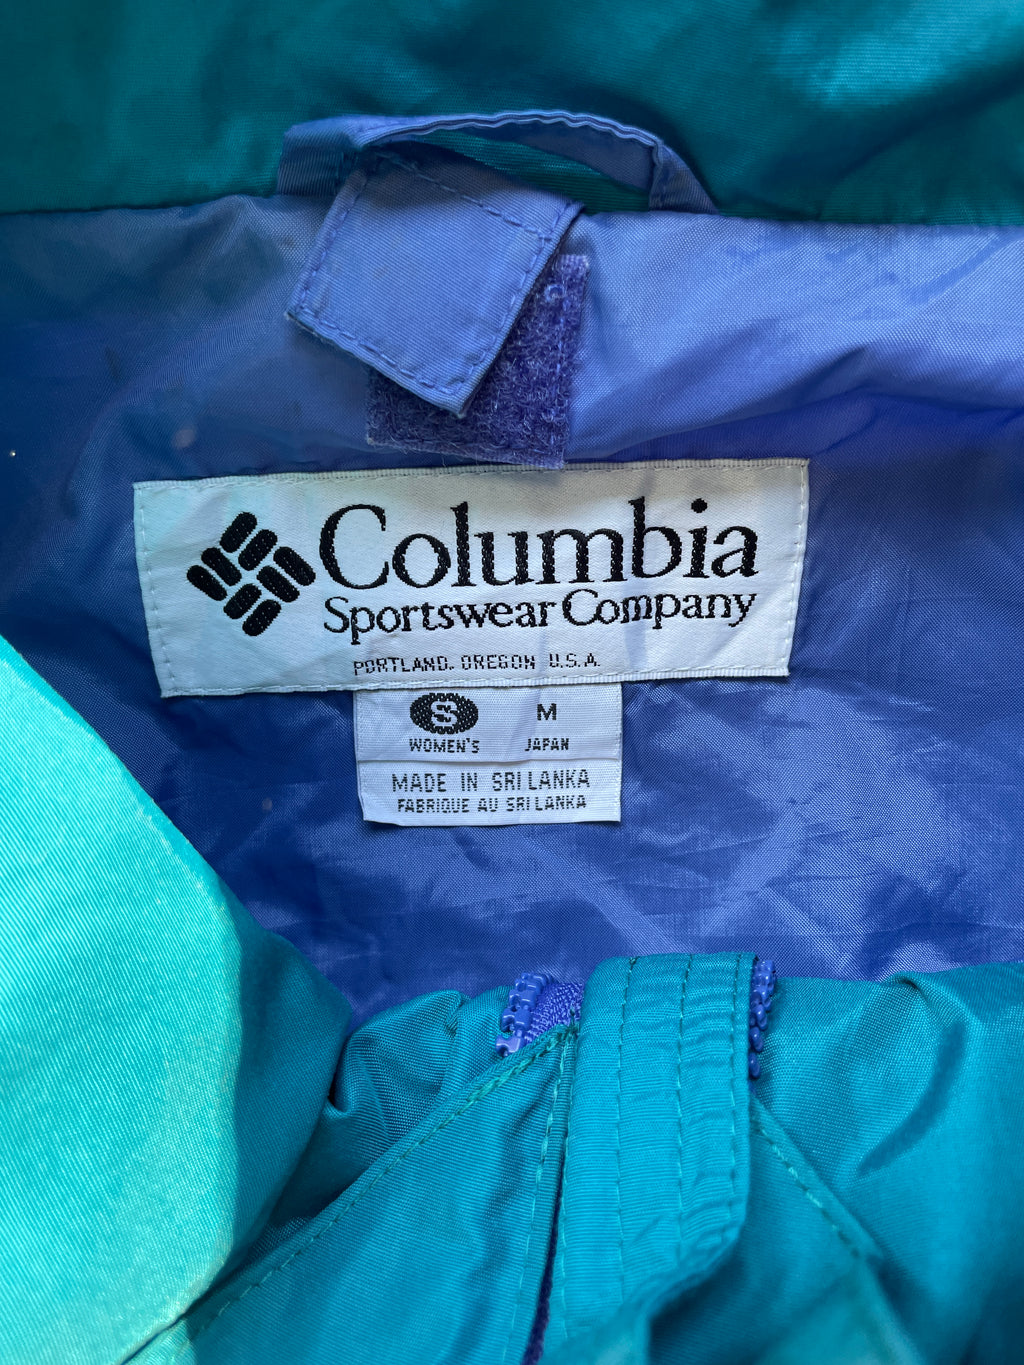 Columbia
Sportswear Company
PORTLAND, OREGON U.S.A.
S M
WOMEN'S JAPAN
MADE IN SRI LANKA
FABRIQUE AU SRI LANKA